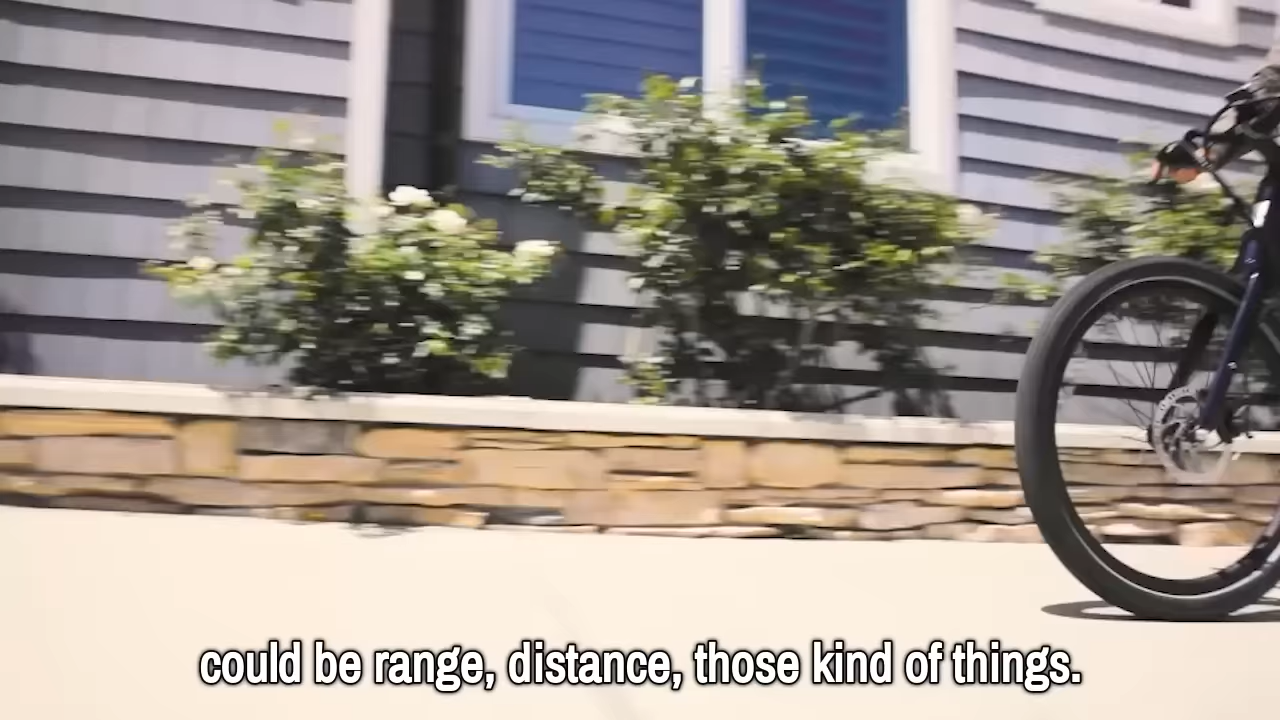 could be range, distance, those kind of things.